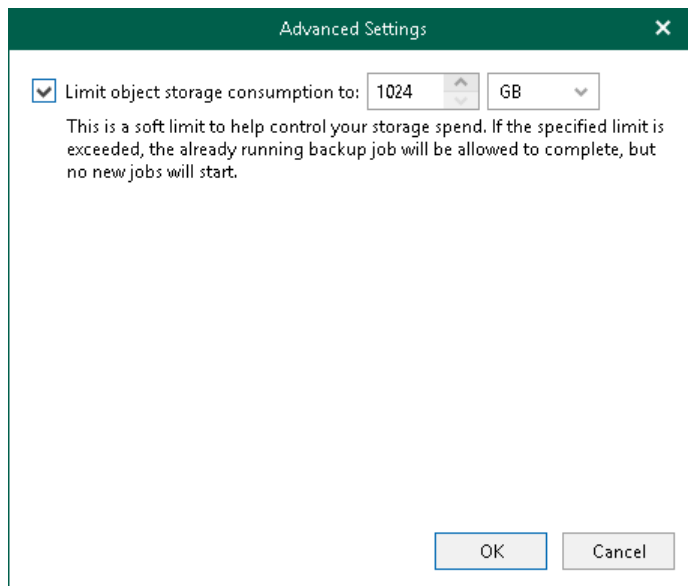 Advanced Settings
Limit object storage consumption to: 1024 GB
This is a soft limit to help control your storage spend. If the specified limit is
exceeded, the already running backup job will be allowed to complete, but
no new jobs will start.
OK Cancel